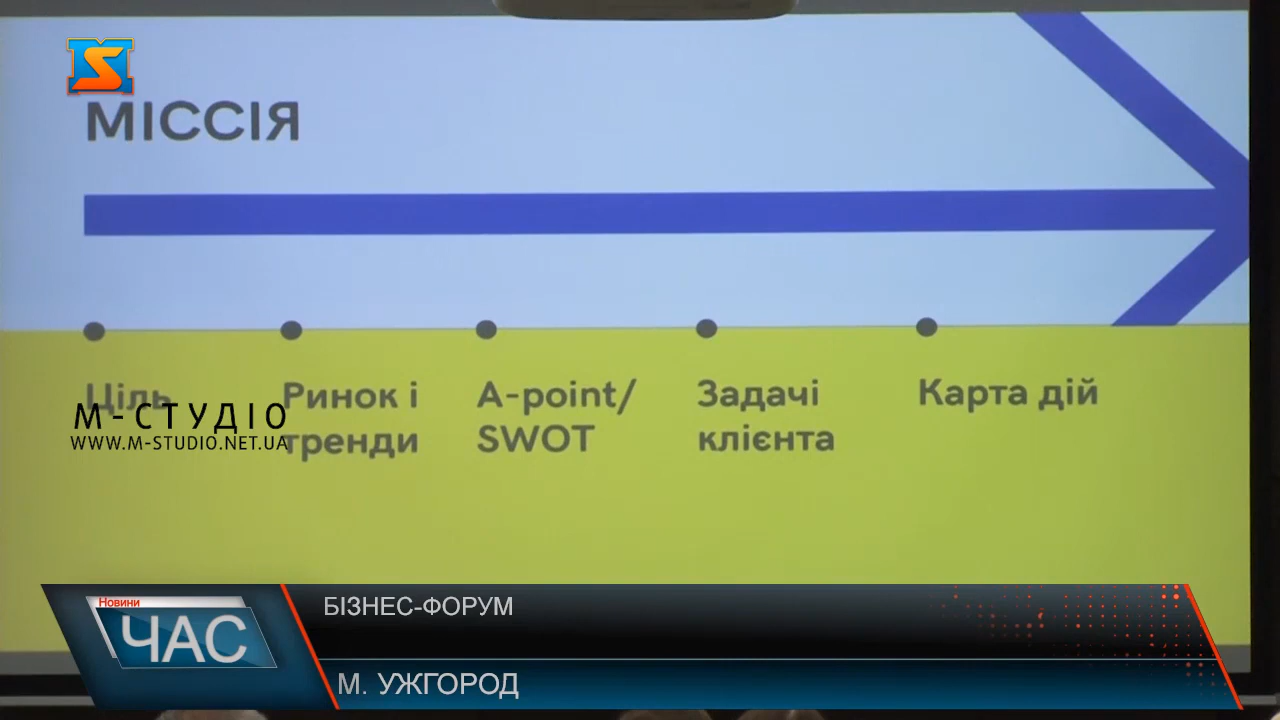 МІССІЯ
Ціль
Ринок і
тренди
A-point/
SWOT
Задачі
клієнта
Карта дій
М-СТУДІО
WWW.M-STUDIO.NET.UA
Новини
ЧАС
БІЗНЕС-ФОРУМ
М. УЖГОРОД